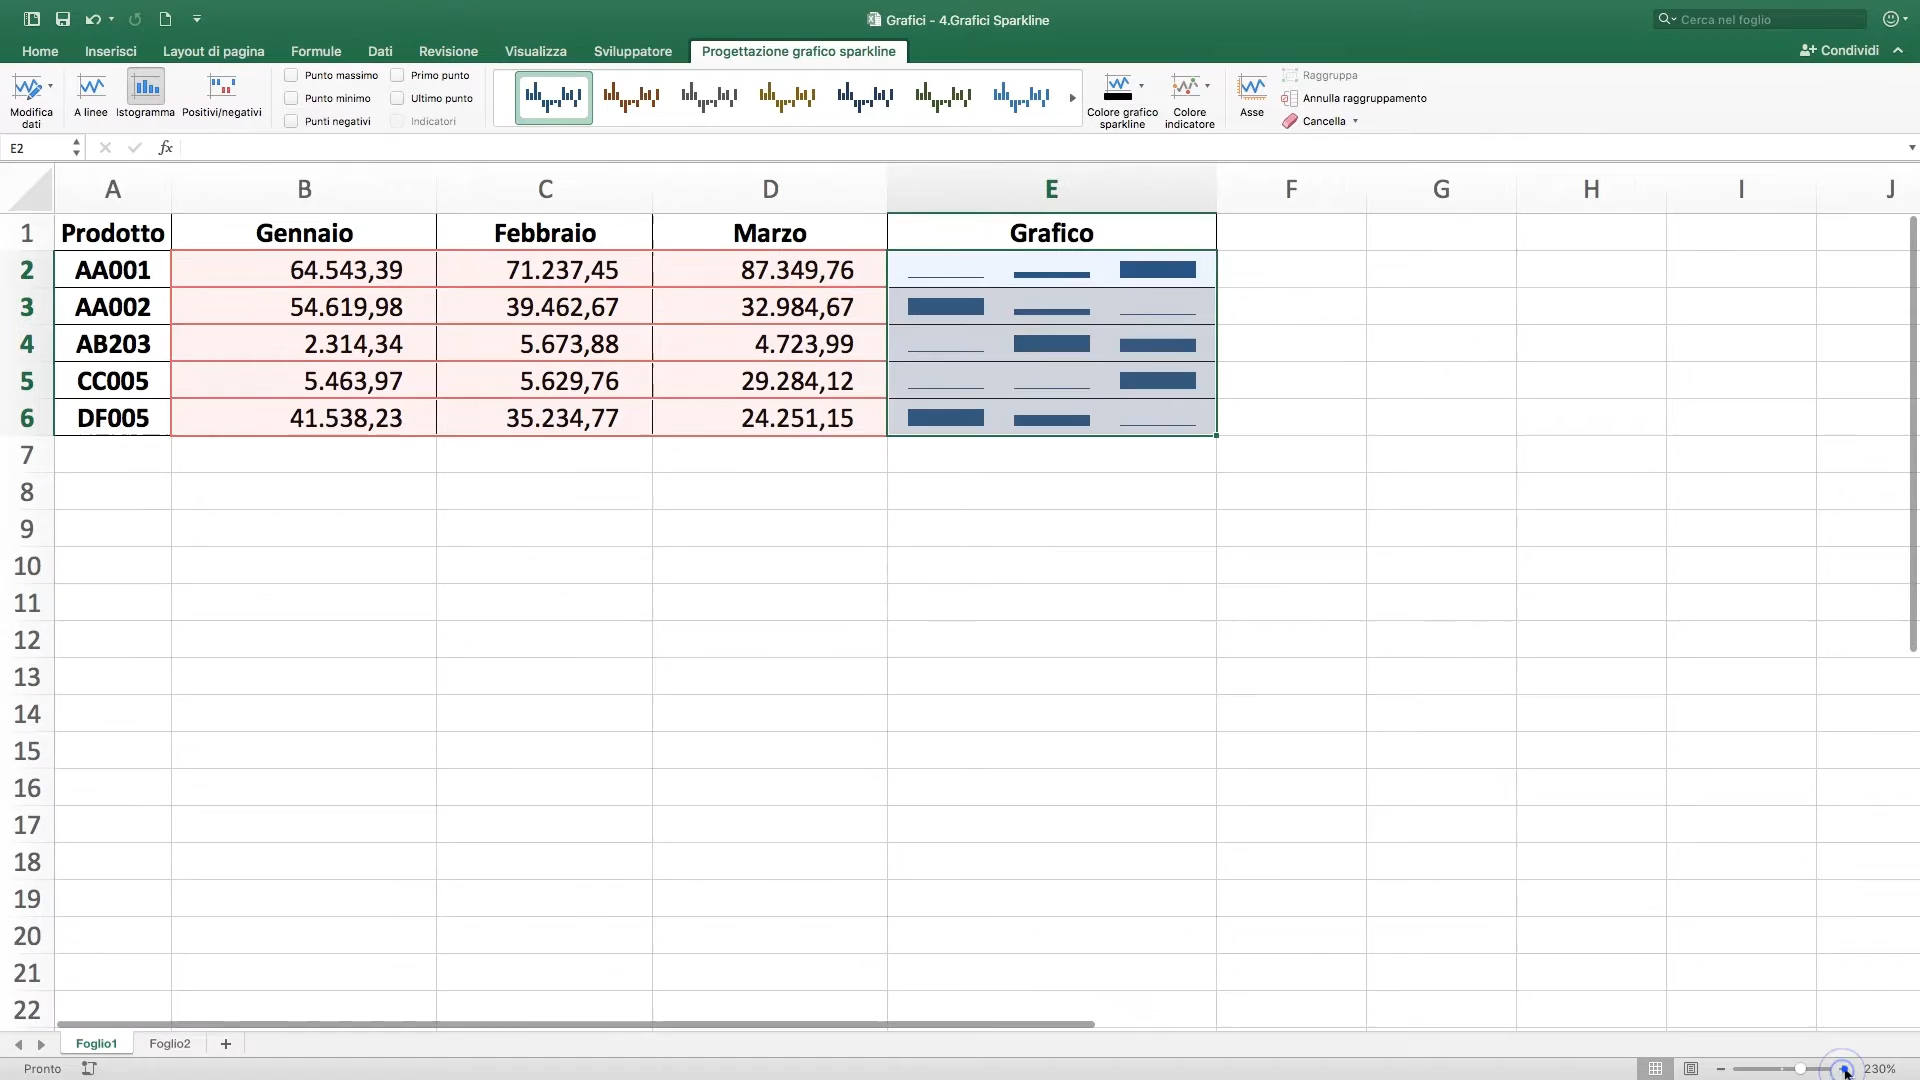 Grafici - 4.Grafici Sparkline
Cerca nel foglio
Home Inserisci Layout di pagina Formule Dati Revisione Visualizza Sviluppatore Progettazione grafico sparkline
Condividi
Modifica dati
A linee
Istogramma
Positivi/negativi
Punto massimo
Punto minimo
Punti negativi
Primo punto
Ultimo punto
Indicatori
Colore grafico sparkline
Colore indicatore
Asse
Raggruppa
Annulla raggruppamento
Cancella
E2 fx
A B C D E F G H I J
1 Prodotto Gennaio Febbraio Marzo Grafico
2 AA001 64.543,39 71.237,45 87.349,76
3 AA002 54.619,98 39.462,67 32.984,67
4 AB203 2.314,34 5.673,88 4.723,99
5 CC005 5.463,97 5.629,76 29.284,12
6 DF005 41.538,23 35.234,77 24.251,15
7
8
9
10
11
12
13
14
15
16
17
18
19
20
21
22
Foglio1 Foglio2 +
Pronto
230%